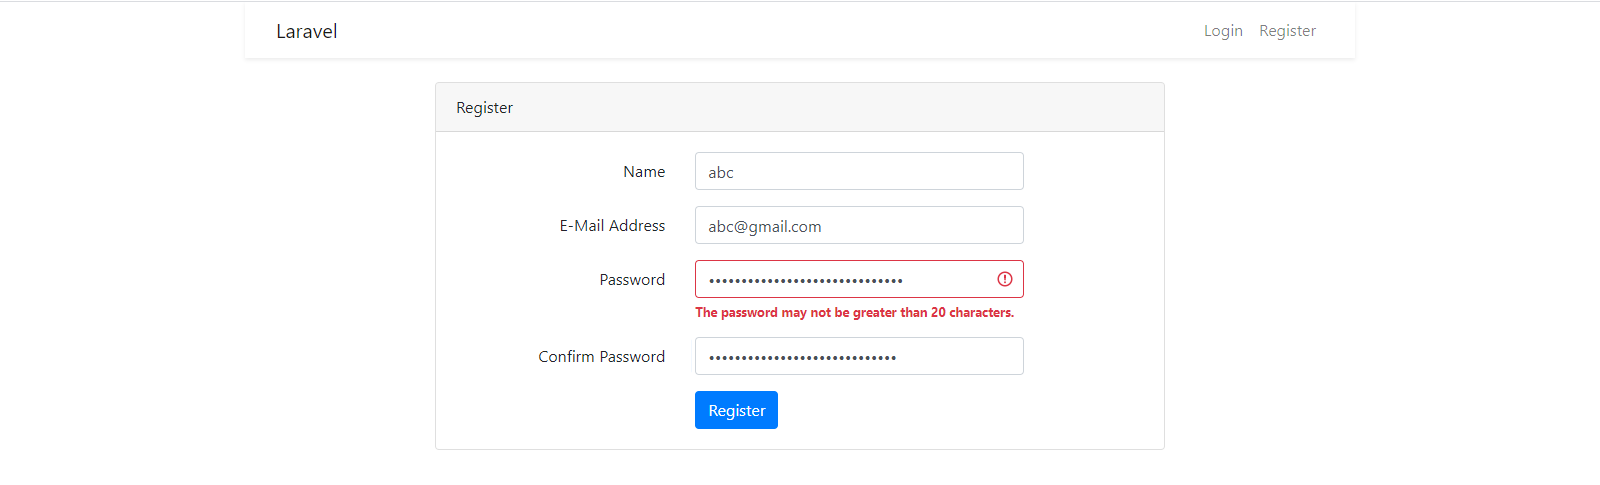 Laravel
Login Register
Register
Name abc
E-Mail Address abc@gmail.com
Password ••••••••••••••••••••••••••••••
The password may not be greater than 20 characters.
Confirm Password •••••••••••••••••••••••••••••
Register